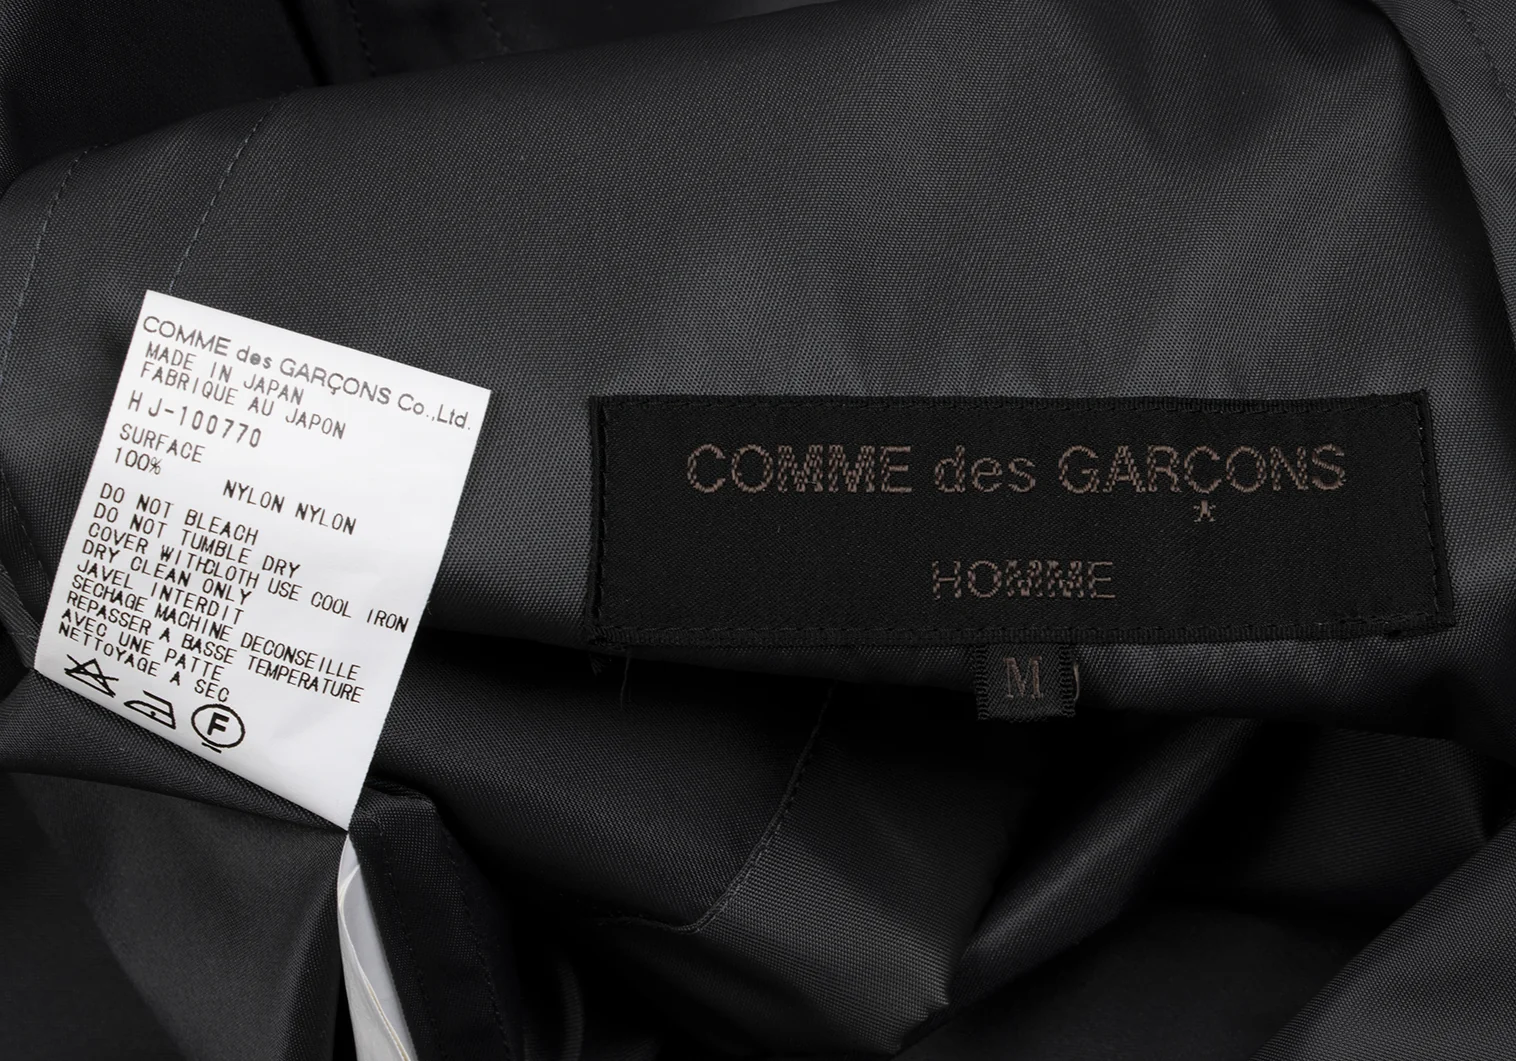 COMME des GARÇONS Co.,Ltd.
MADE IN JAPAN
FABRIQUE AU JAPON
HJ-100770
SURFACE
100%
NYLON NYLON
DO NOT BLEACH
DO NOT TUMBLE DRY
COVER WITHCLOTH USE COOL IRON
DRY CLEAN ONLY
JAVEL INTERDIT
SECHAGE MACHINE DECONSEILLE
REPASSER A BASSE TEMPERATURE
AVEC UNE PATTE
NETTOYAGE A SEC
F
COMME des GARÇONS
HOMME
M